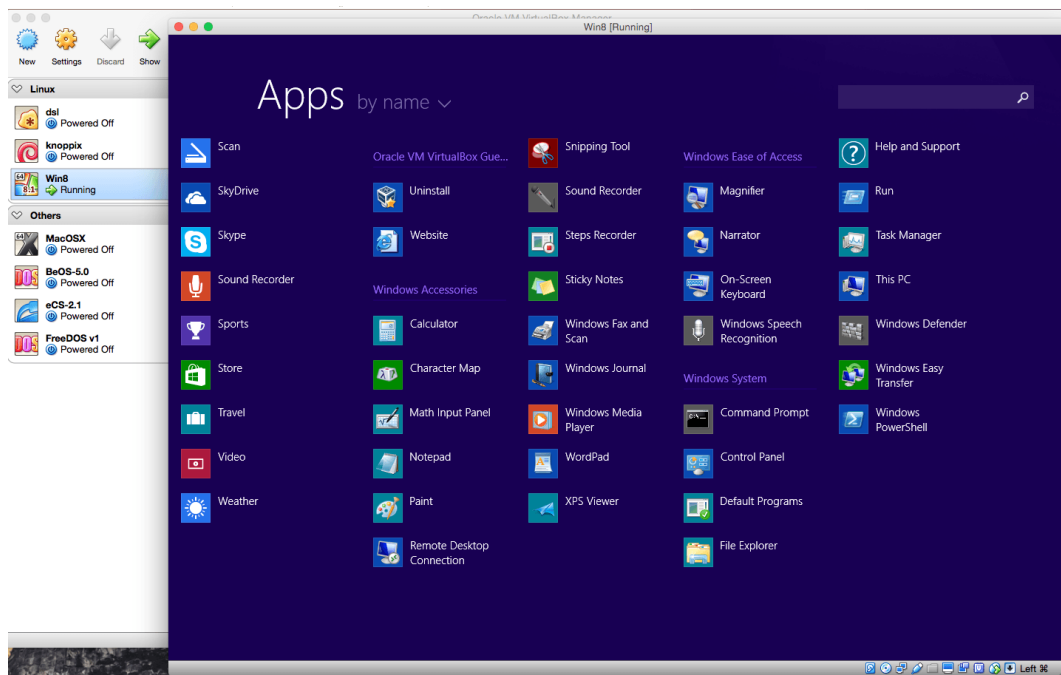 Oracle VM VirtualBox Manager
Win8 [Running]
New
Settings
Discard
Show
Linux
dsl
Powered Off
knoppix
Powered Off
64
8.1
Win8
Running
Others
64
MacOSX
Powered Off
DOS
BeOS-5.0
Powered Off
eCS-2.1
Powered Off
DOS
FreeDOS v1
Powered Off
Apps by name
Scan
SkyDrive
Skype
Sound Recorder
Sports
Store
Travel
Video
Weather
Oracle VM VirtualBox Gue...
Uninstall
Website
Windows Accessories
Calculator
Character Map
Math Input Panel
Notepad
Paint
Remote Desktop
Connection
Snipping Tool
Sound Recorder
Steps Recorder
Sticky Notes
Windows Fax and
Scan
Windows Journal
Windows Media
Player
WordPad
XPS Viewer
Windows Ease of Access
Magnifier
Narrator
On-Screen
Keyboard
Windows Speech
Recognition
Windows System
Command Prompt
Control Panel
Default Programs
File Explorer
Help and Support
Run
Task Manager
This PC
Windows Defender
Windows Easy
Transfer
Windows
PowerShell
Left ⌘